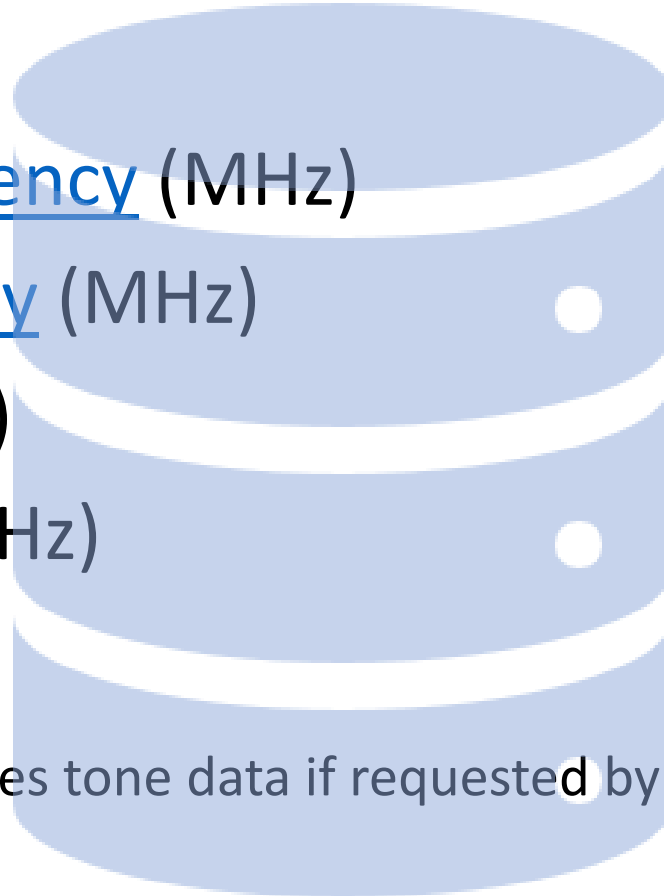 ency (MHz)
y (MHz)
)
Hz)
es tone data if requested by